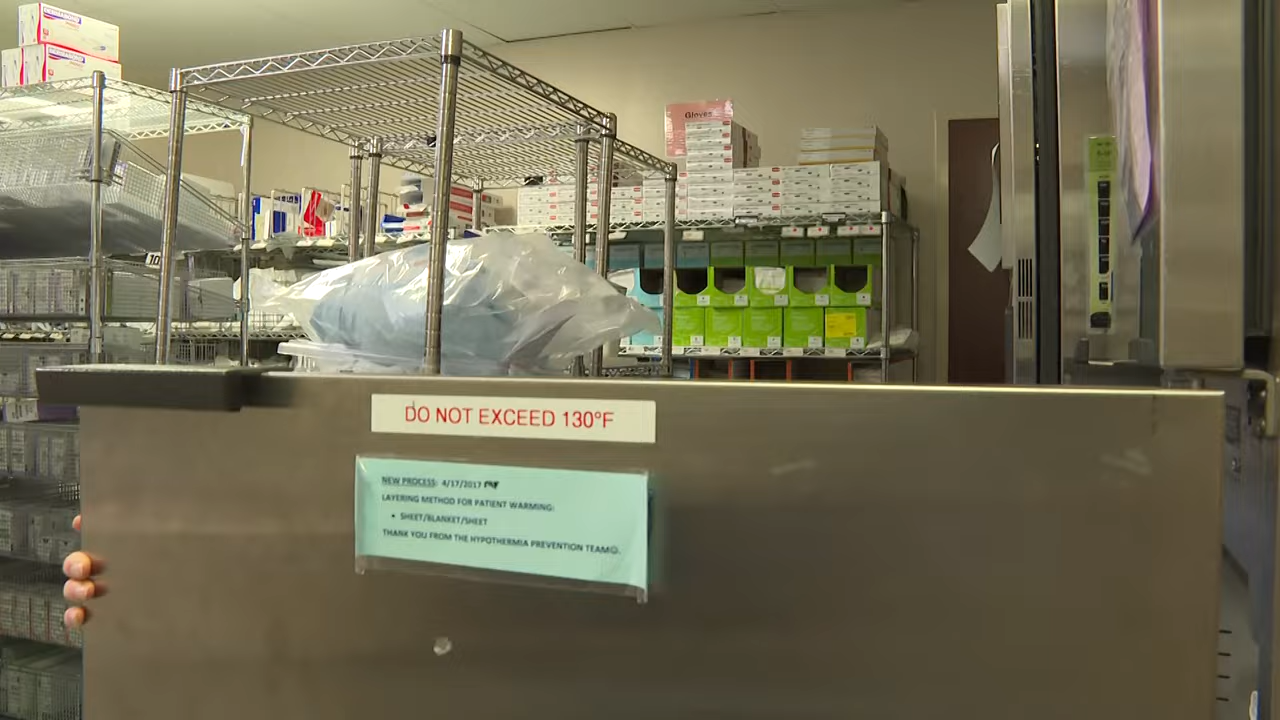 Gloves
10
DO NOT EXCEED 130°F
NEW PROCESS: 4/17/2017
LAYERING METHOD FOR PATIENT WARMING:
• SHEET/BLANKET/SHEET
THANK YOU FROM THE HYPOTHERMIA PREVENTION TEAM☺.